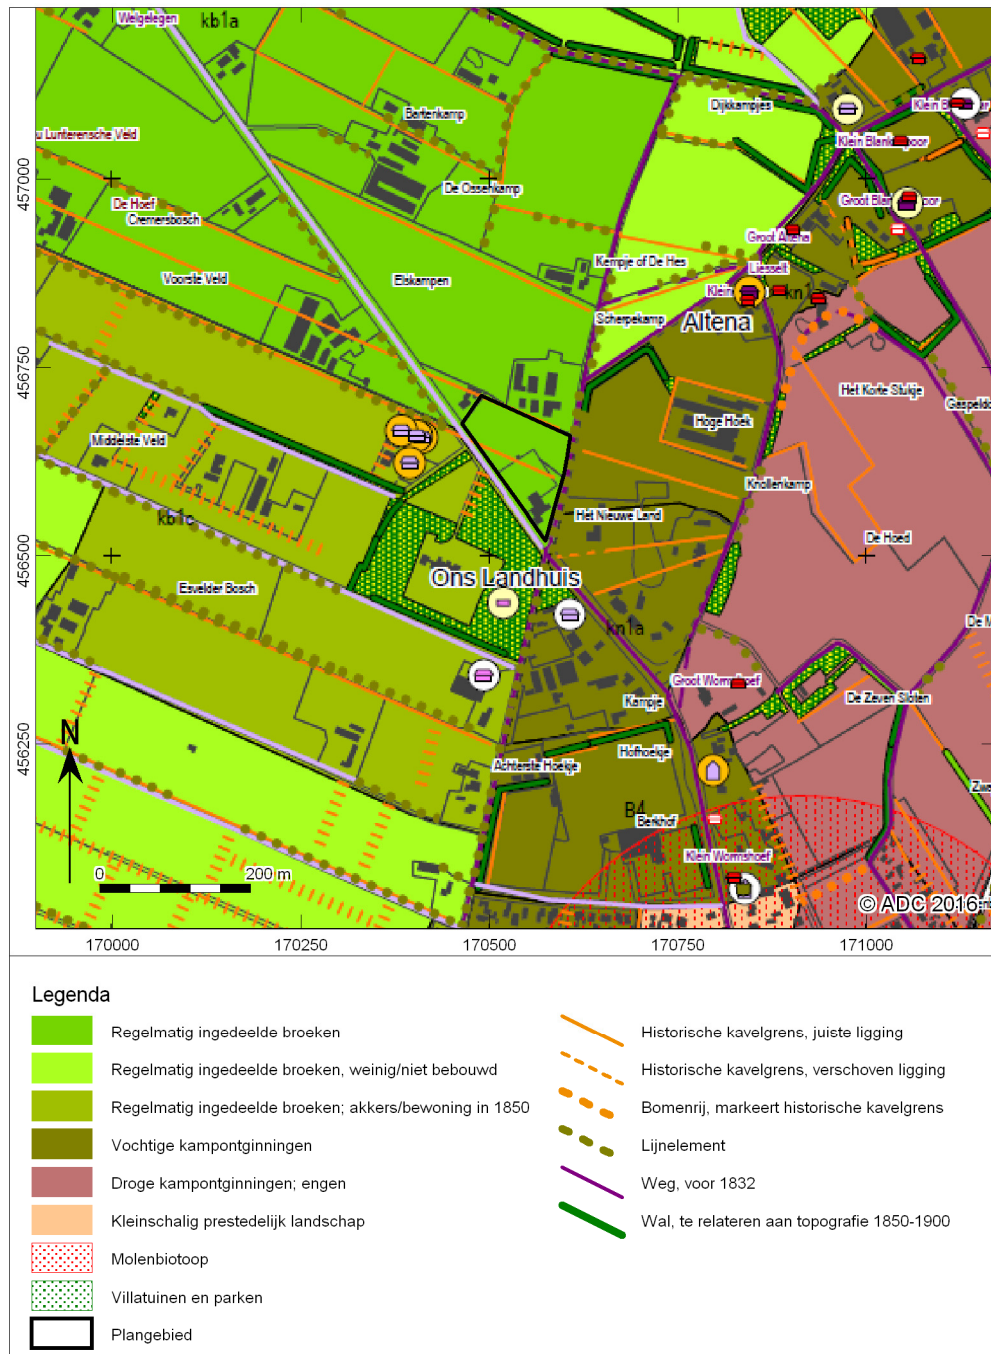 Welgelegen
kb1a
Bartenkamp
Dijkkampjes
De Ossenkamp
De Hoef
Cremersbosch
Groot Altena
Liesselt
Voorste Veld
Elskampen
Kempje of De Hes
Klein
kn1
Scherpekamp
Altena
Het Korte Stukje
Hoge Hoek
Middelste Veld
Knollenkamp
kb1c
Het Nieuwe Land
De Hoed
Ons Landhuis
Esvelder Bosch
kn1a
Groot Wormshoef
Kampje
De Zeven Sloten
N
Hofhoekje
Achterste Hoekje
B4
Berkhof
Klein Wormshoef
0
200 m
© ADC 2016
457000
456750
456500
456250
170000
170250
170500
170750
171000
Legenda
Regelmatig ingedeelde broeken
Regelmatig ingedeelde broeken, weinig/niet bebouwd
Regelmatig ingedeelde broeken; akkers/bewoning in 1850
Vochtige kampontginningen
Droge kampontginningen; engen
Kleinschalig prestedelijk landschap
Molenbiotoop
Villatuinen en parken
Plangebied
Historische kavelgrens, juiste ligging
Historische kavelgrens, verschoven ligging
Bomenrij, markeert historische kavelgrens
Lijnelement
Weg, voor 1832
Wal, te relateren aan topografie 1850-1900